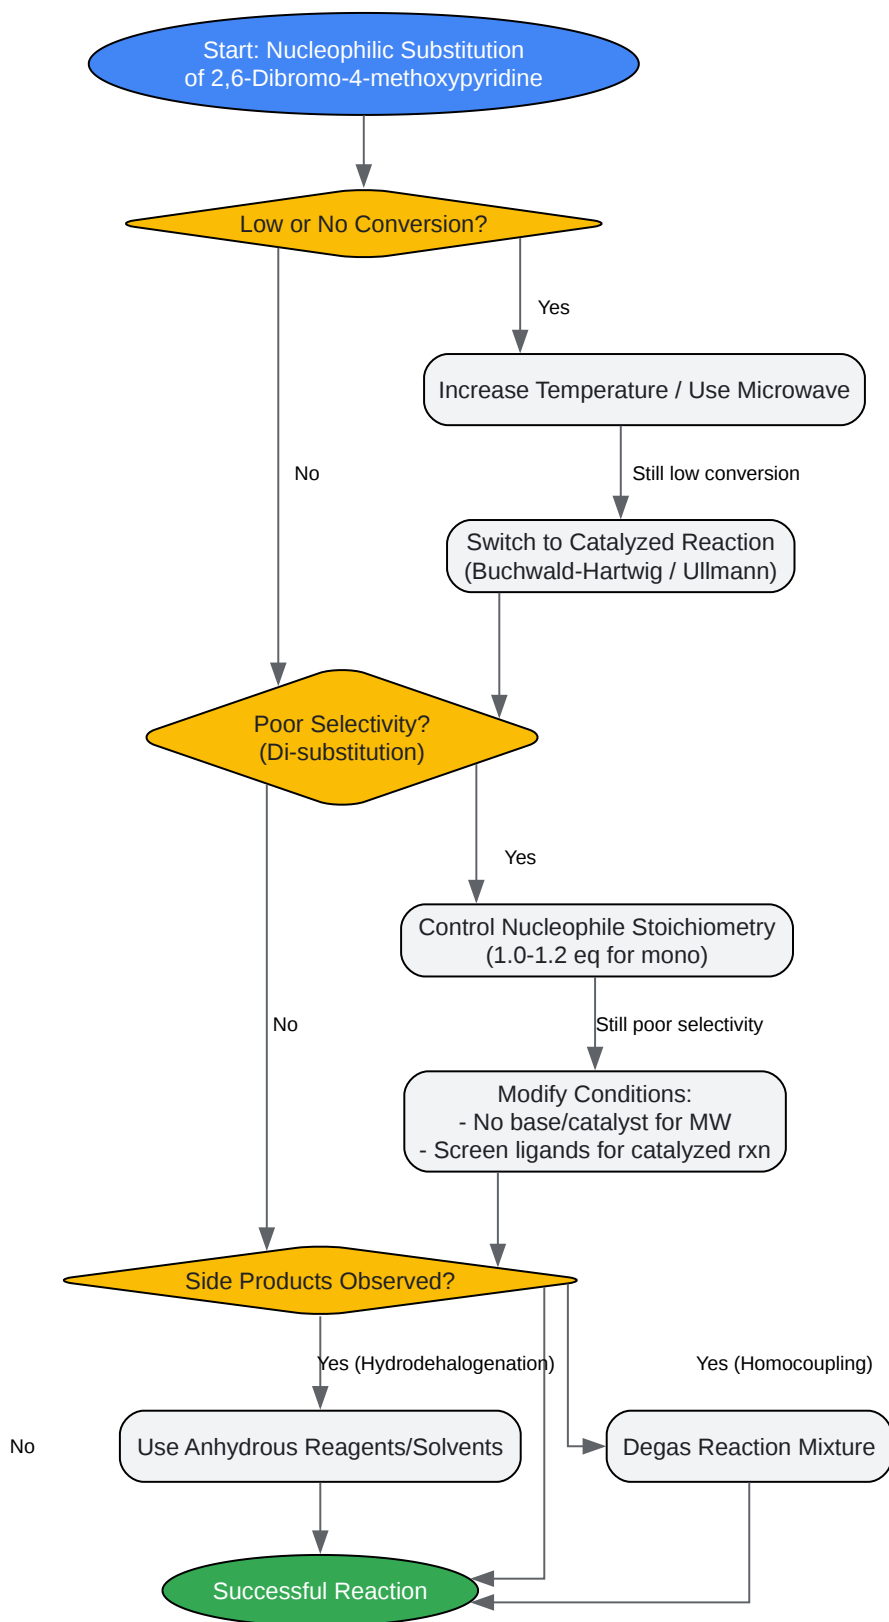 Start: Nucleophilic Substitution
of 2,6-Dibromo-4-methoxypyridine
Low or No Conversion?
Yes
Increase Temperature / Use Microwave
No
Still low conversion
Switch to Catalyzed Reaction
(Buchwald-Hartwig / Ullmann)
Poor Selectivity?
(Di-substitution)
Yes
Control Nucleophile Stoichiometry
(1.0-1.2 eq for mono)
No
Still poor selectivity
Modify Conditions:
- No base/catalyst for MW
- Screen ligands for catalyzed rxn
Side Products Observed?
Yes (Hydrodehalogenation)
Yes (Homocoupling)
No
Use Anhydrous Reagents/Solvents
Degas Reaction Mixture
Successful Reaction